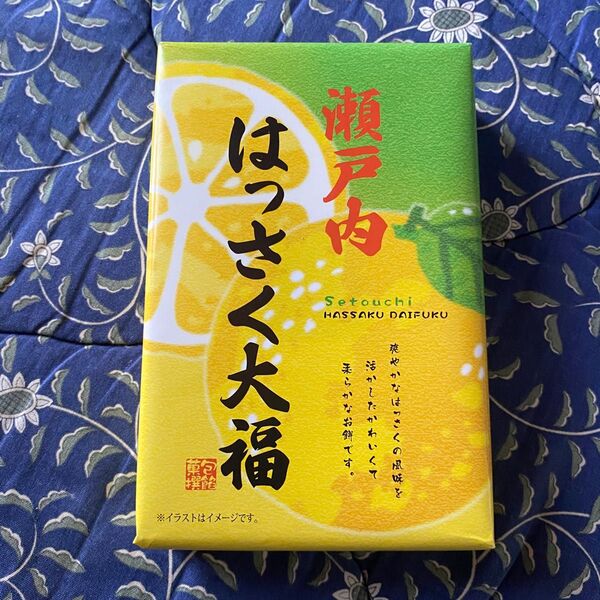 瀬戸内
はっさく大福
Setouchi
HASSAKU DAIFUKU
爽やかなはっさくの風味を
活かしたかわいくて
柔らかなお餅です。
※イラストはイメージです。